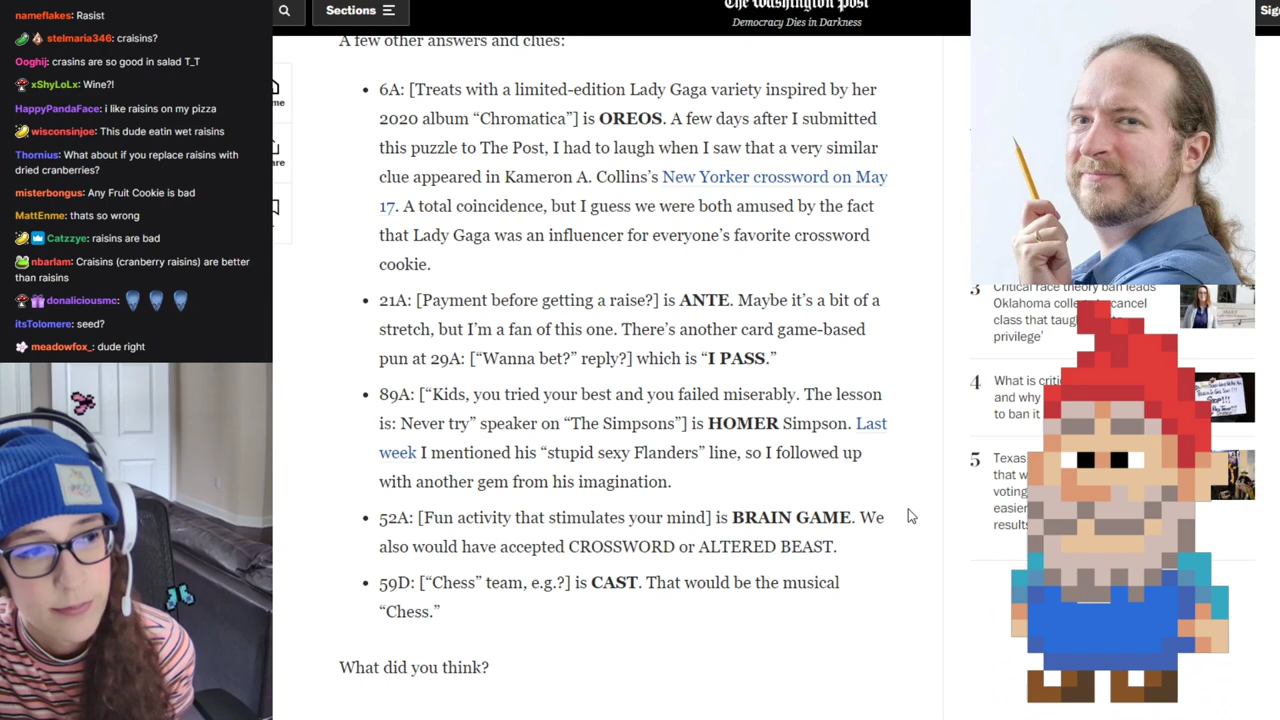 nameflakes: Rasist
stelmaria346: craisins?
Ooghij: crasins are so good in salad T_T
xShyLoLx: Wine?!
HappyPandaFace: i like raisins on my pizza
wisconsinjoe: This dude eatin wet raisins
Thornius: What about if you replace raisins with
dried cranberries?
misterbongus: Any Fruit Cookie is bad
MattEnme: thats so wrong
Catzzye: raisins are bad
nbarlam: Craisins (cranberry raisins) are better
than raisins
donaliciousmc:
itsTolomere: seed?
meadowfox_: dude right
Sections
The Washington Post
Democracy Dies in Darkness
Sig
A few other answers and clues:
• 6A: [Treats with a limited-edition Lady Gaga variety inspired by her
2020 album “Chromatica”] is OREOS. A few days after I submitted
this puzzle to The Post, I had to laugh when I saw that a very similar
clue appeared in Kameron A. Collins’s New Yorker crossword on May
17. A total coincidence, but I guess we were both amused by the fact
that Lady Gaga was an influencer for everyone’s favorite crossword
cookie.
• 21A: [Payment before getting a raise?] is ANTE. Maybe it’s a bit of a
stretch, but I’m a fan of this one. There’s another card game-based
pun at 29A: [“Wanna bet?” reply?] which is “I PASS.”
• 89A: [“Kids, you tried your best and you failed miserably. The lesson
is: Never try” speaker on “The Simpsons”] is HOMER Simpson. Last
week I mentioned his “stupid sexy Flanders” line, so I followed up
with another gem from his imagination.
• 52A: [Fun activity that stimulates your mind] is BRAIN GAME. We
also would have accepted CROSSWORD or ALTERED BEAST.
• 59D: [“Chess” team, e.g.?] is CAST. That would be the musical
“Chess.”
What did you think?
me
are
3
Critical race theory ban leads
Oklahoma college to cancel
class that taug
privilege’
4
What is criti
and why
to ban it
5
Texas
that w
voting
easier
results